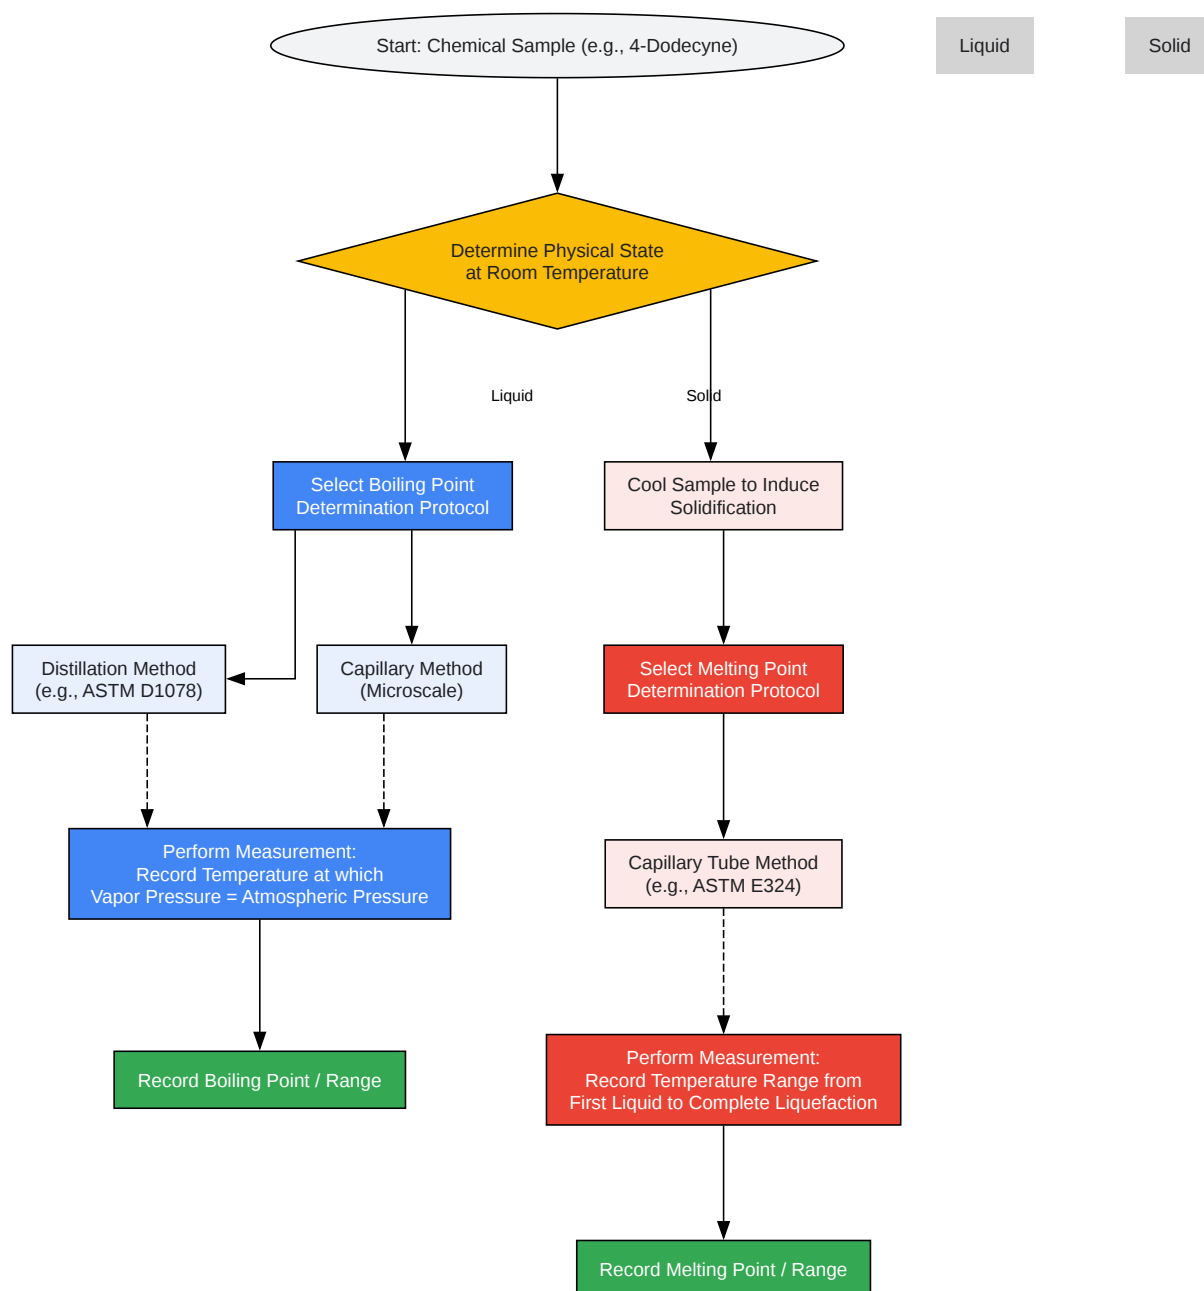 Start: Chemical Sample (e.g., 4-Dodecyne)
Liquid
Solid
Determine Physical State
at Room Temperature
Liquid
Solid
Select Boiling Point
Determination Protocol
Cool Sample to Induce
Solidification
Distillation Method
(e.g., ASTM D1078)
Capillary Method
(Microscale)
Select Melting Point
Determination Protocol
Perform Measurement:
Record Temperature at which
Vapor Pressure = Atmospheric Pressure
Capillary Tube Method
(e.g., ASTM E324)
Record Boiling Point / Range
Perform Measurement:
Record Temperature Range from
First Liquid to Complete Liquefaction
Record Melting Point / Range